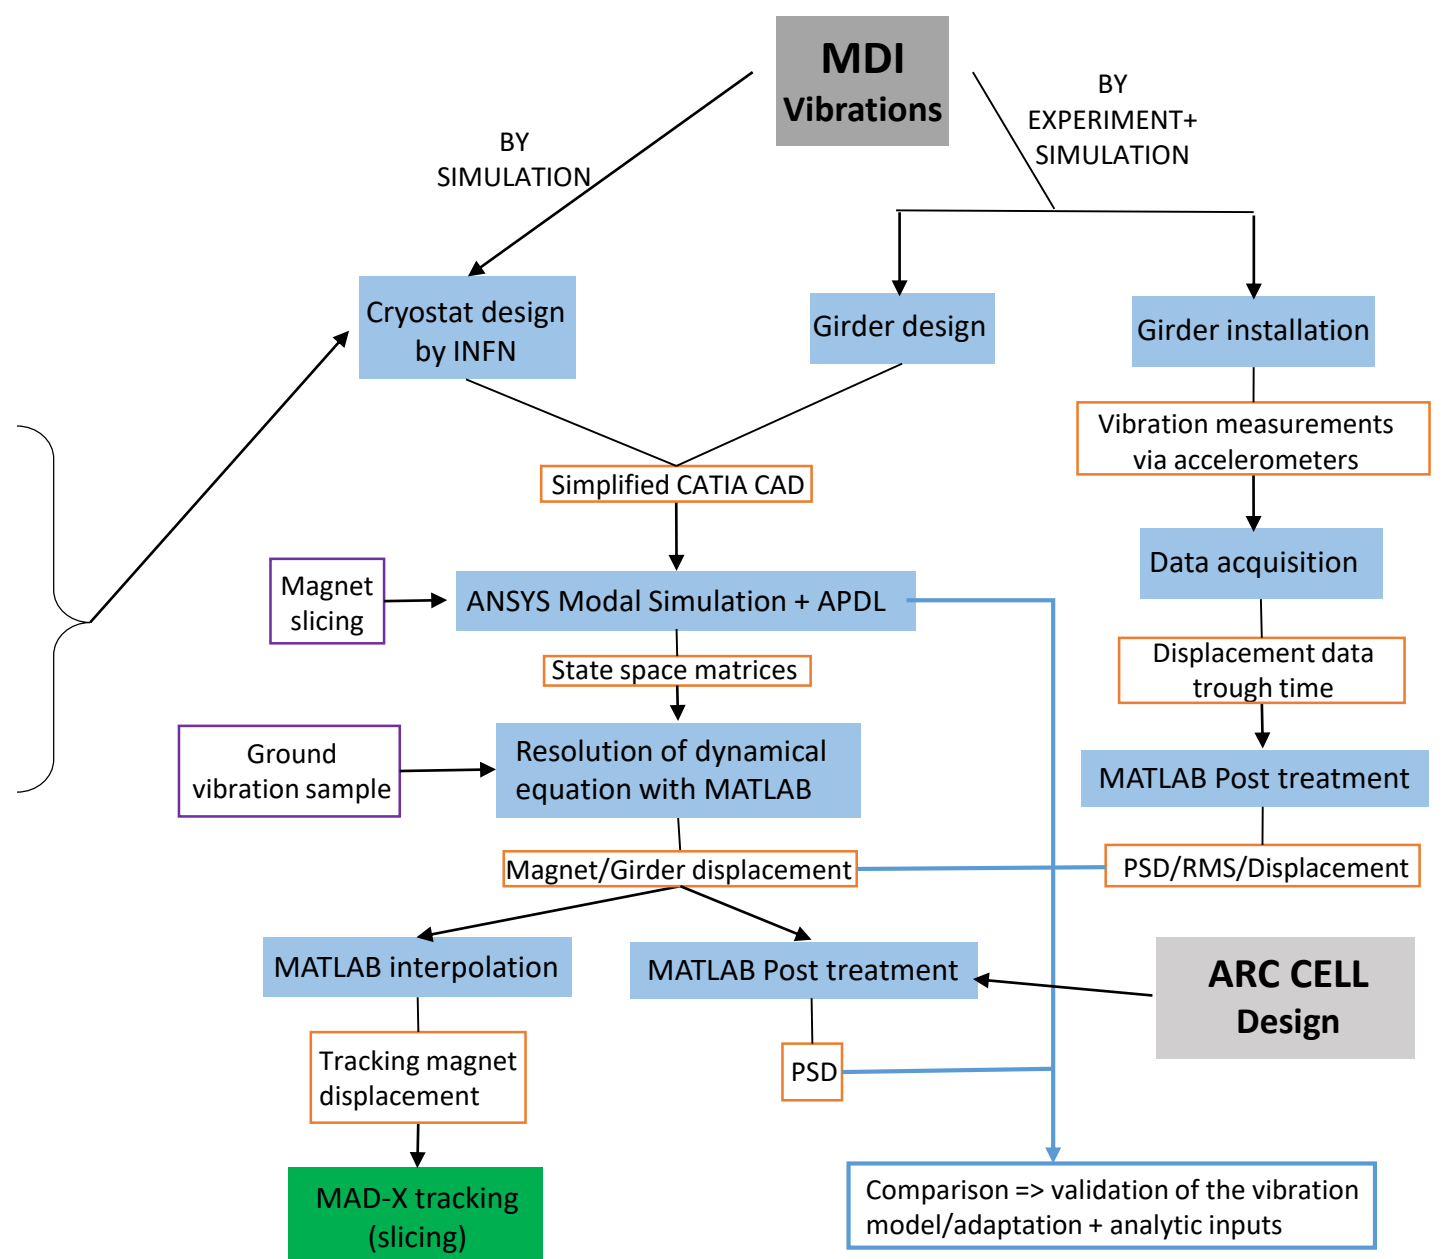 MDI
Vibrations
BY
SIMULATION
BY
EXPERIMENT+
SIMULATION
Cryostat design
by INFN
Girder design
Girder installation
Vibration measurements
via accelerometers
Simplified CATIA CAD
Data acquisition
Magnet
slicing
ANSYS Modal Simulation + APDL
State space matrices
Displacement data
trough time
Ground
vibration sample
Resolution of dynamical
equation with MATLAB
MATLAB Post treatment
Magnet/Girder displacement
PSD/RMS/Displacement
MATLAB interpolation
MATLAB Post treatment
ARC CELL
Design
Tracking magnet
displacement
PSD
MAD-X tracking
(slicing)
Comparison => validation of the vibration
model/adaptation + analytic inputs